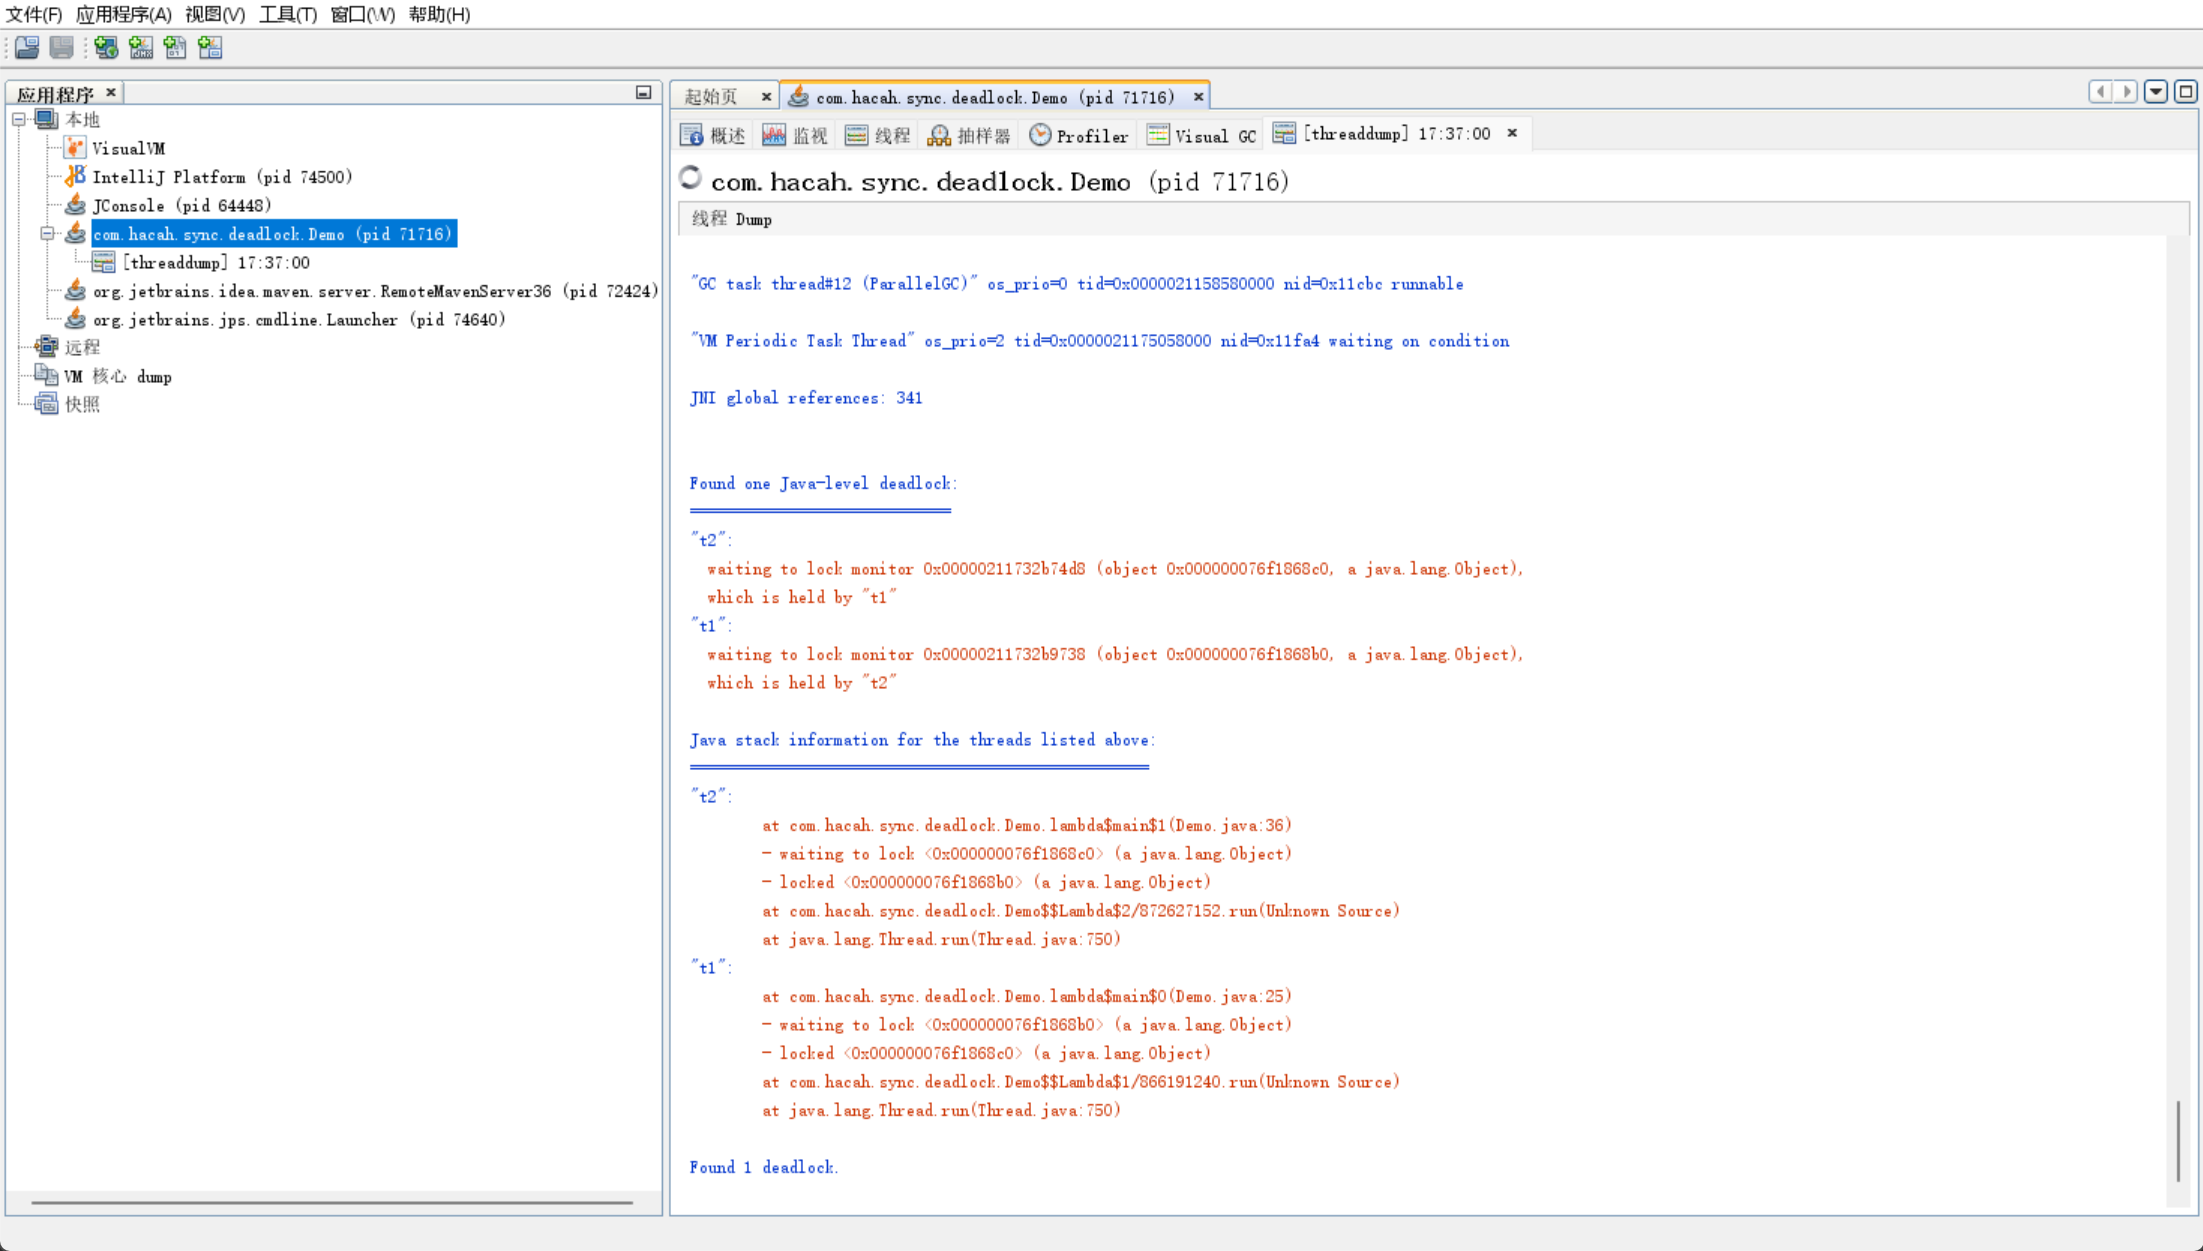 文件(F) 应用程序(A) 视图(V) 工具(T) 窗口(W) 帮助(H)
应用程序
本地
VisualVM
IntelliJ Platform (pid 74500)
JConsole (pid 64448)
com.hacah.sync.deadlock.Demo (pid 71716)
[threaddump] 17:37:00
org.jetbrains.idea.maven.server.RemoteMavenServer36 (pid 72424)
org.jetbrains.jps.cmdline.Launcher (pid 74640)
远程
VM 核心 dump
快照
起始页 com.hacah.sync.deadlock.Demo (pid 71716)
概述 监视 线程 抽样器 Profiler Visual GC [threaddump] 17:37:00
com.hacah.sync.deadlock.Demo (pid 71716)
线程 Dump
"GC task thread#12 (ParallelGC)" os_prio=0 tid=0x0000021158580000 nid=0x11cbc runnable
"VM Periodic Task Thread" os_prio=2 tid=0x0000021175058000 nid=0x11fa4 waiting on condition
JNI global references: 341
Found one Java-level deadlock:
=============================
"t2":
waiting to lock monitor 0x00000211732b74d8 (object 0x000000076f1868c0, a java.lang.Object),
which is held by "t1"
"t1":
waiting to lock monitor 0x00000211732b9738 (object 0x000000076f1868b0, a java.lang.Object),
which is held by "t2"
Java stack information for the threads listed above:
===================================================
"t2":
at com.hacah.sync.deadlock.Demo.lambda$main$1(Demo.java:36)
- waiting to lock <0x000000076f1868c0> (a java.lang.Object)
- locked <0x000000076f1868b0> (a java.lang.Object)
at com.hacah.sync.deadlock.Demo$$Lambda$2/872627152.run(Unknown Source)
at java.lang.Thread.run(Thread.java:750)
"t1":
at com.hacah.sync.deadlock.Demo.lambda$main$0(Demo.java:25)
- waiting to lock <0x000000076f1868b0> (a java.lang.Object)
- locked <0x000000076f1868c0> (a java.lang.Object)
at com.hacah.sync.deadlock.Demo$$Lambda$1/866191240.run(Unknown Source)
at java.lang.Thread.run(Thread.java:750)
Found 1 deadlock.